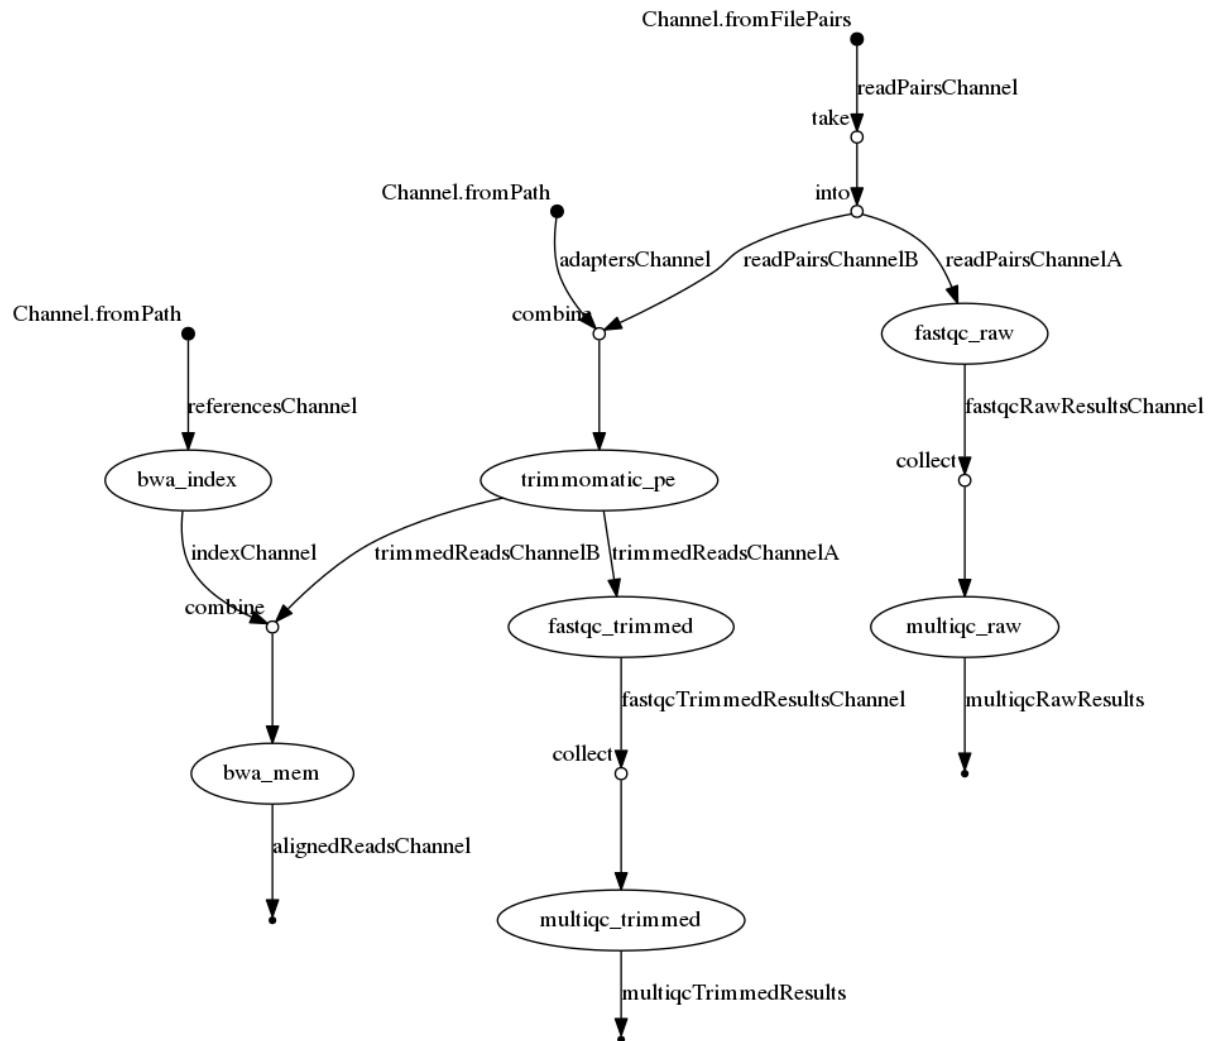 Channel.fromFilePairs
readPairsChannel
take
into
Channel.fromPath
adaptersChannel
readPairsChannelB
readPairsChannelA
Channel.fromPath
combine
fastqc_raw
referencesChannel
fastqcRawResultsChannel
collect
bwa_index
trimmomatic_pe
indexChannel
trimmedReadsChannelB
trimmedReadsChannelA
combine
fastqc_trimmed
multiqc_raw
fastqcTrimmedResultsChannel
multiqcRawResults
collect
bwa_mem
alignedReadsChannel
multiqc_trimmed
multiqcTrimmedResults